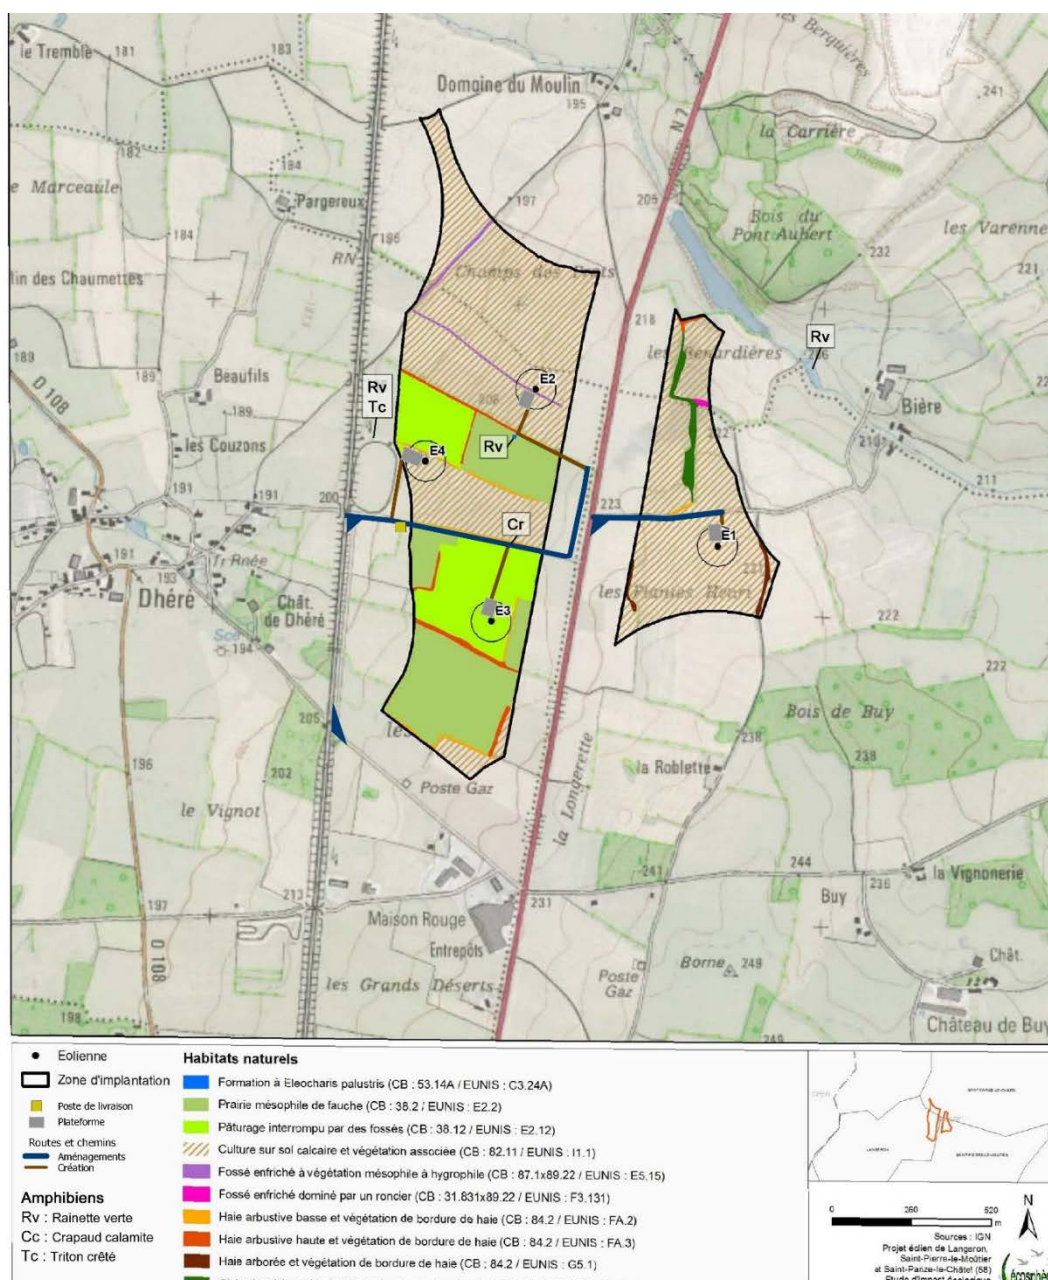 le Tremble
181
183
les Berquières
Domaine du Moulin
195
241
la Carrière
182
184
e Marceaule
Pargereux
197
205
Bois du
Pont Aubert
les Varenne
184
196
RN
232
221
lin des Chaumettes
Champs des
218
Rv
les Renardières
189
D 108
189
Beaufils
Rv
Tc
E2
Bière
189
208
les Couzons
Rv
E4
210
211
191
191
200
223
Cr
E1
191
Tr Rnée
193
231
Dhéré
Chât.
de Dhéré
les Plantes Henri
E3
222
Sce
194
222
205
les
Bois de Buy
238
196
202
la Longerette
la Roblette
238
Poste Gaz
le Vignot
241
244
213
la Vignonerie
236
197
231
Buy
Maison Rouge
Entrepôts
D 108
Poste
Gaz
Borne
249
Chât.
les Grands Déserts
198
Château de Buy
249
Eolienne
Zone d'implantation
Poste de livraison
Plateforme
Routes et chemins
Aménagements
Création
Amphibiens
Rv : Rainette verte
Cc : Crapaud calamite
Tc : Triton crêté
Habitats naturels
Formation à Eleocharis palustris (CB : 53.14A / EUNIS : C3.24A)
Prairie mésophile de fauche (CB : 38.2 / EUNIS : E2.2)
Pâturage interrompu par des fossés (CB : 38.12 / EUNIS : E2.12)
Culture sur sol calcaire et végétation associée (CB : 82.11 / EUNIS : I1.1)
Fossé enfriché à végétation mésophile à hygrophile (CB : 87.1x89.22 / EUNIS : E5.15)
Fossé enfriché dominé par un roncier (CB : 31.831x89.22 / EUNIS : F3.131)
Haie arbustive basse et végétation de bordure de haie (CB : 84.2 / EUNIS : FA.2)
Haie arbustive haute et végétation de bordure de haie (CB : 84.2 / EUNIS : FA.3)
Haie arborée et végétation de bordure de haie (CB : 84.2 / EUNIS : G5.1)
LANGERON
N
0 260 520
m
Sources : IGN
Projet éolien de Langeron,
Saint-Pierre-le-Moûtier
et Saint-Parize-le-Châtel (58)
écosphère